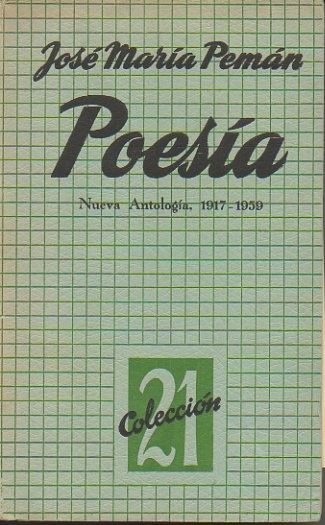 José María Pemán
Poesía
Nueva Antología, 1917-1959
21
Colección